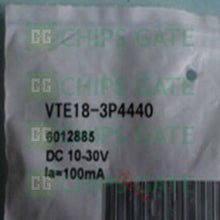 CHIPS GATE
VTE18-3P4440
6012885
DC 10-30V
Ia=100mA